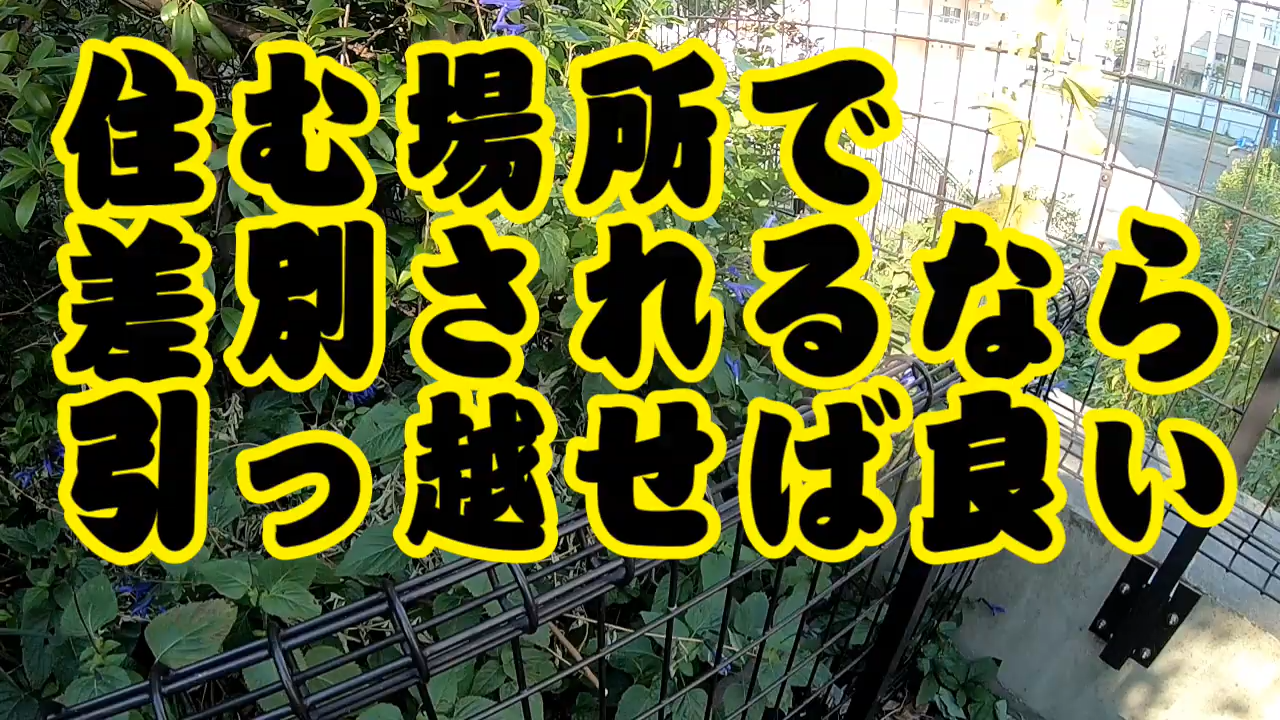 住む場所で
差別されるなら
引っ越せば良い